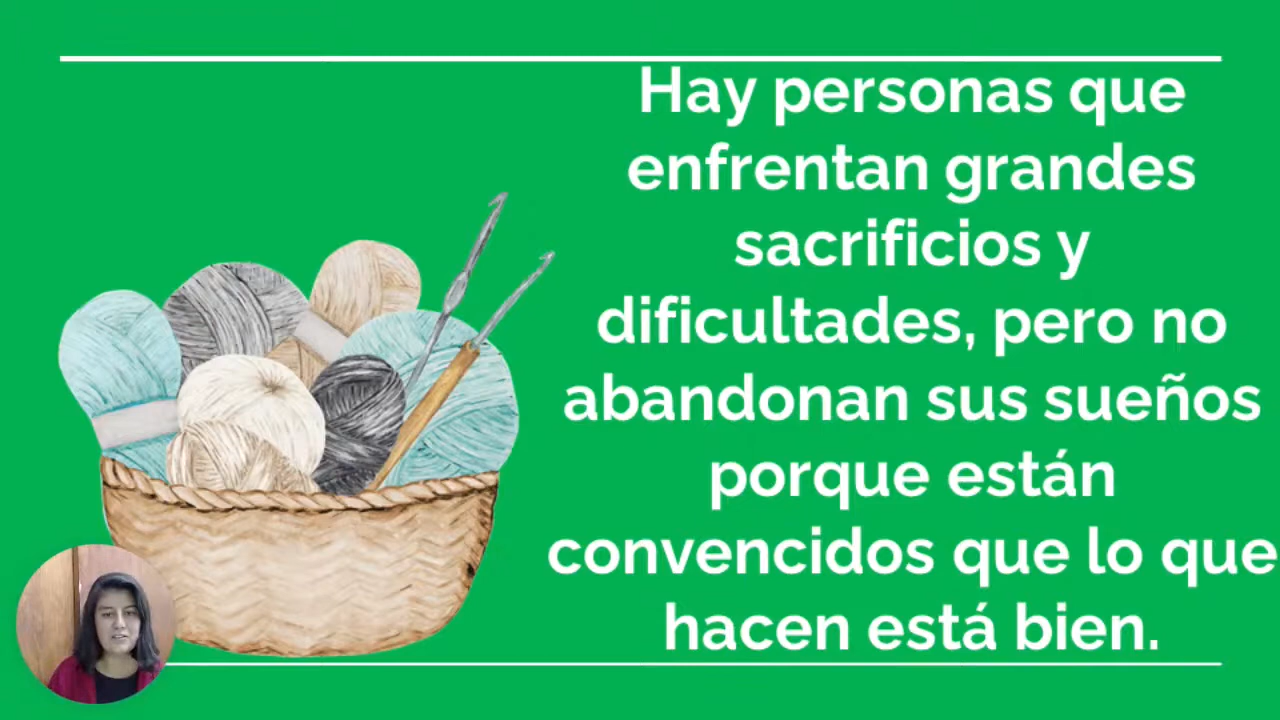 Hay personas que
enfrentan grandes
sacrificios y
dificultades, pero no
abandonan sus sueños
porque están
convencidos que lo que
hacen está bien.